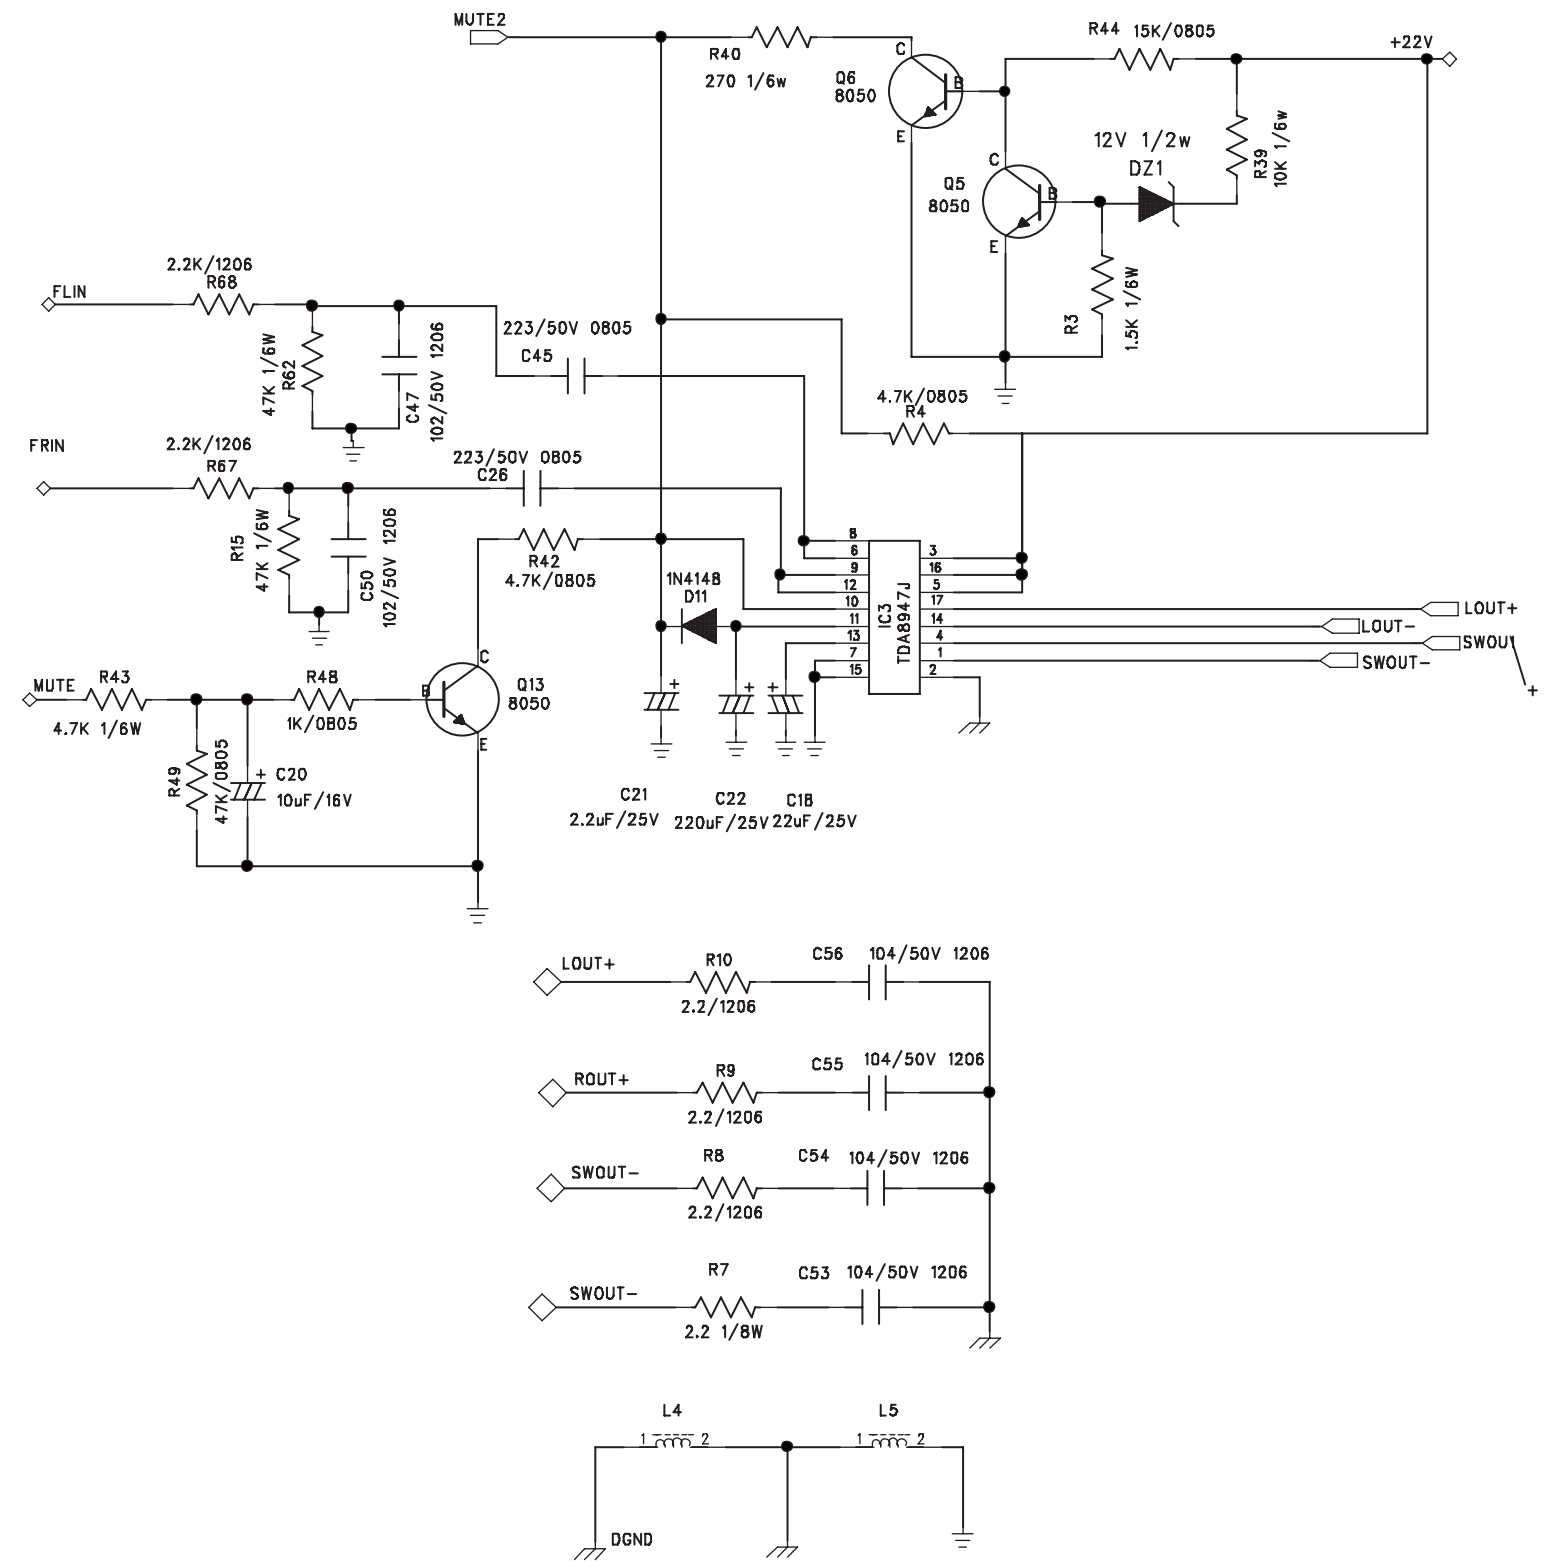 MUTE2
R40
270 1/6w
C
B
E
Q6
8050
R44 15K/0805
+22V
R39
10K 1/6w
12V 1/2w
DZ1
C
B
E
Q5
8050
R3
1.5K 1/6W
2.2K/1206
R68
FLIN
47K 1/6W
R62
C47
102/50V 1206
223/50V 0805
C45
4.7K/0805
R4
FRIN
2.2K/1206
R67
R15
47K 1/6W
C50
102/50V 1206
223/50V 0805
C26
R42
4.7K/0805
1N4148
D11
8
6
9
12
10
11
13
7
15
IC3
TDA8947J
3
16
5
17
14
4
1
2
LOUT+
LOUT-
SWOUT
+
SWOUT-
MUTE
R43
4.7K 1/6W
R48
1K/0805
B
C
E
Q13
8050
R49
47K/0805
+
C20
10uF/16V
+
+
+
C21
2.2uF/25V
C22
220uF/25V
C18
22uF/25V
LOUT+
R10
2.2/1206
C56 104/50V 1206
ROUT+
R9
2.2/1206
C55 104/50V 1206
SWOUT-
R8
2.2/1206
C54 104/50V 1206
SWOUT-
R7
2.2 1/8W
C53 104/50V 1206
L4
1 2
L5
1 2
DGND